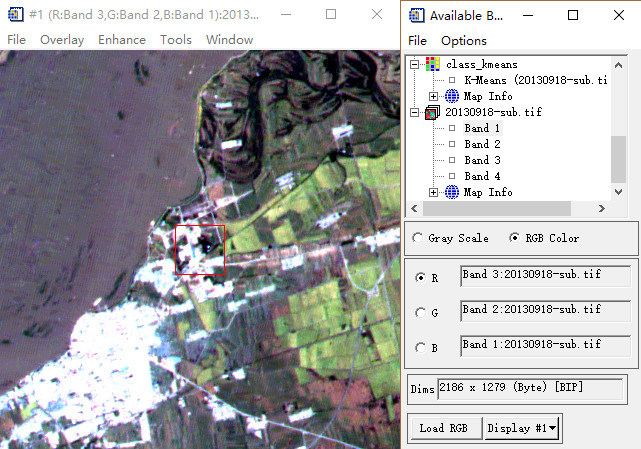 #1 (R:Band 3,G:Band 2,B:Band 1):2013...
File Overlay Enhance Tools Window
Available B...
File Options
class_kmeans
K-Means (20130918-sub.ti
Map Info
20130918-sub.tif
Band 1
Band 2
Band 3
Band 4
Map Info
Gray Scale RGB Color
R Band 3:20130918-sub.tif
G Band 2:20130918-sub.tif
B Band 1:20130918-sub.tif
Dims 2186 x 1279 (Byte) [BIP]
Load RGB Display #1